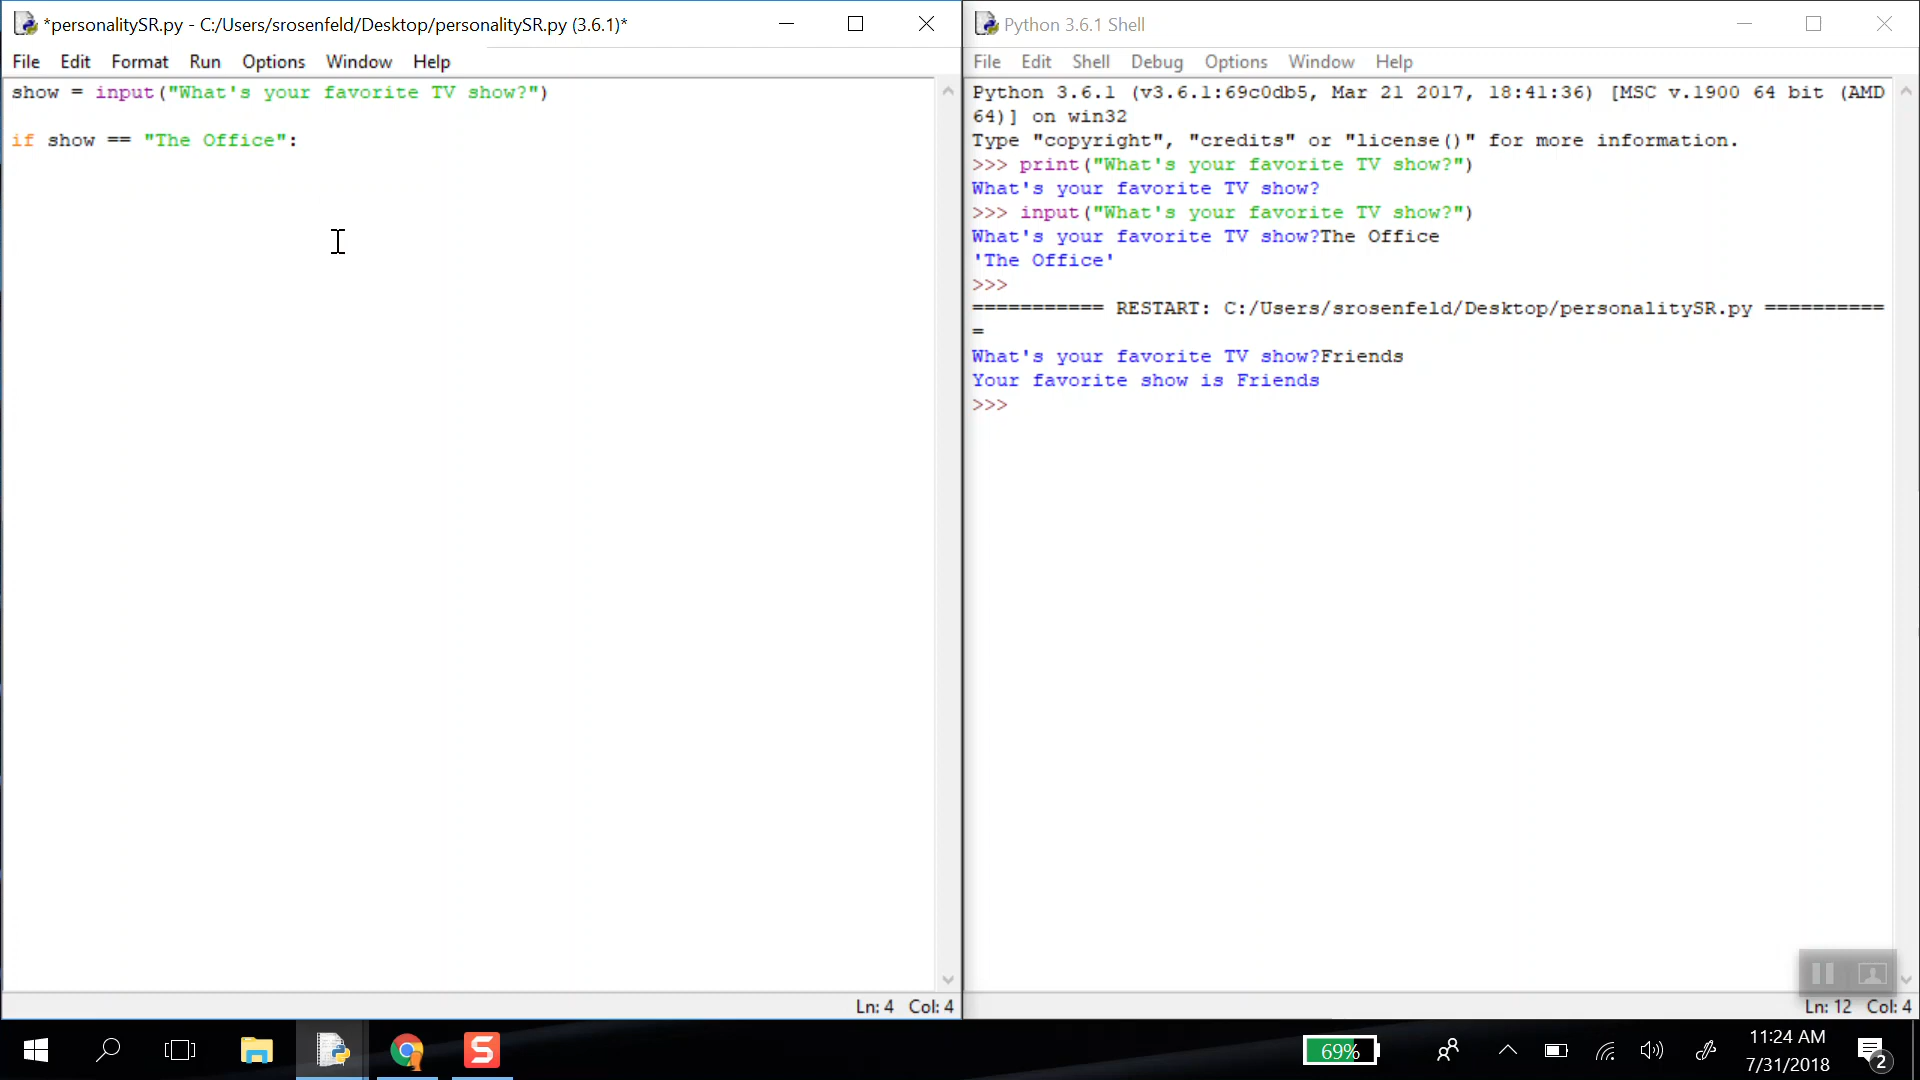 *personalitySR.py - C:/Users/srosenfeld/Desktop/personalitySR.py (3.6.1)*
File Edit Format Run Options Window Help
show = input("What's your favorite TV show?")
if show == "The Office":
Ln: 4 Col: 4
Python 3.6.1 Shell
File Edit Shell Debug Options Window Help
Python 3.6.1 (v3.6.1:69c0db5, Mar 21 2017, 18:41:36) [MSC v.1900 64 bit (AMD
64)] on win32
Type "copyright", "credits" or "license()" for more information.
>>> print("What's your favorite TV show?")
What's your favorite TV show?
>>> input("What's your favorite TV show?")
What's your favorite TV show?The Office
'The Office'
>>>
=========== RESTART: C:/Users/srosenfeld/Desktop/personalitySR.py ==========
=
What's your favorite TV show?Friends
Your favorite show is Friends
>>>
Ln: 12 Col: 4
S
69%
11:24 AM
7/31/2018
2